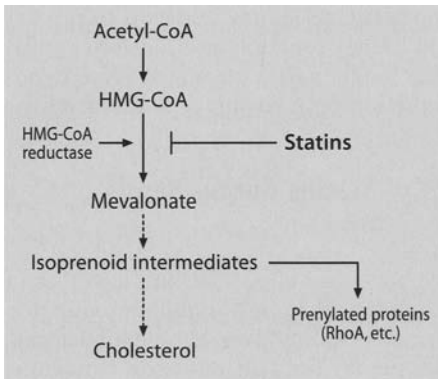 Acetyl-CoA
HMG-CoA
HMG-CoA
reductase
Statins
Mevalonate
Isoprenoid intermediates
Prenylated proteins
(RhoA, etc.)
Cholesterol